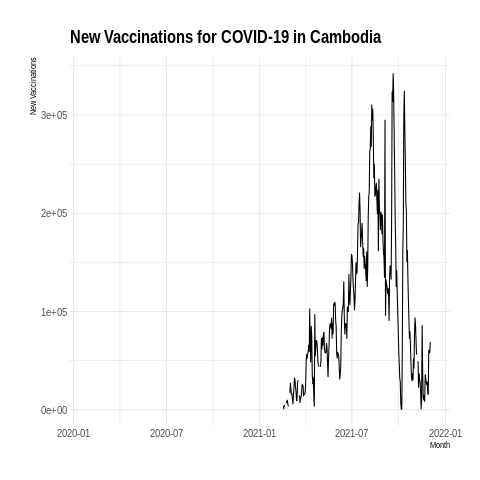 New Vaccinations for COVID-19 in Cambodia
New Vaccinations
3e+05
2e+05
1e+05
0e+00
2020-01 2020-07 2021-01 2021-07 2022-01
Month